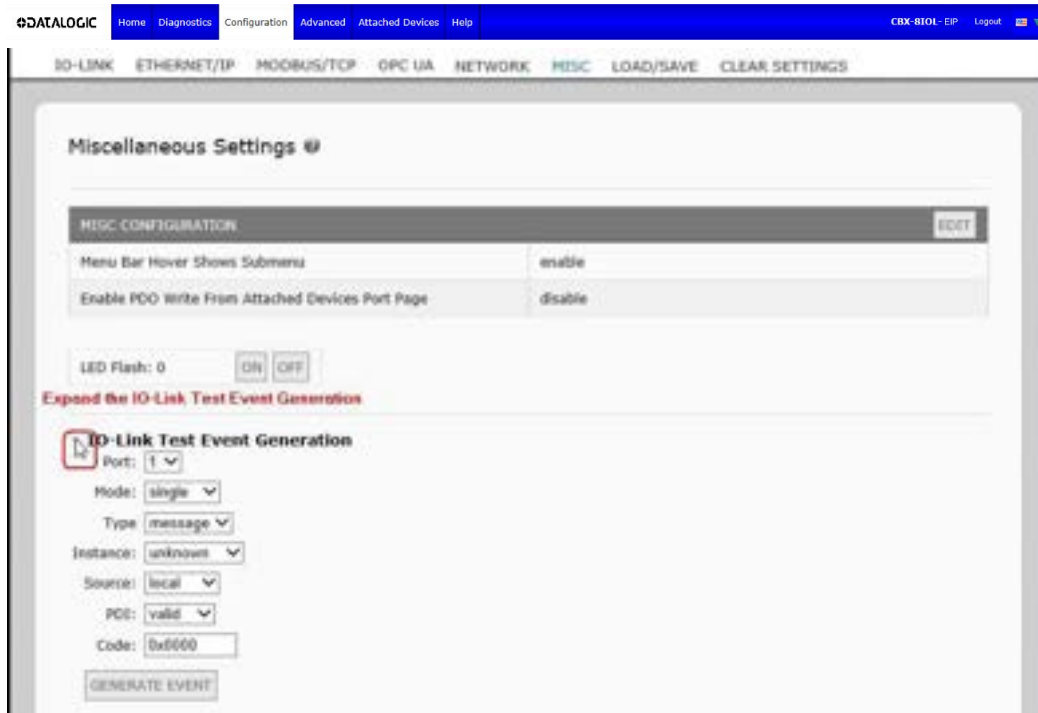 DATALOGIC Home Diagnostics Configuration Advanced Attached Devices Help CBX-8IOL- EIP Logout
IO-LINK ETHERNET/IP MODBUS/TCP OPC UA NETWORK MISC LOAD/SAVE CLEAR SETTINGS
Miscellaneous Settings
MISC CONFIGURATION EDIT
Menu Bar Hover Shows Submenu enable
Enable PDO Write From Attached Devices Port Page disable
LED Flash: 0 ON OFF
Expand the IO-Link Test Event Generation
IO-Link Test Event Generation
Port: 1
Mode: single
Type message
Instance: unknown
Source: local
PDI: valid
Code: 0x0000
GENERATE EVENT